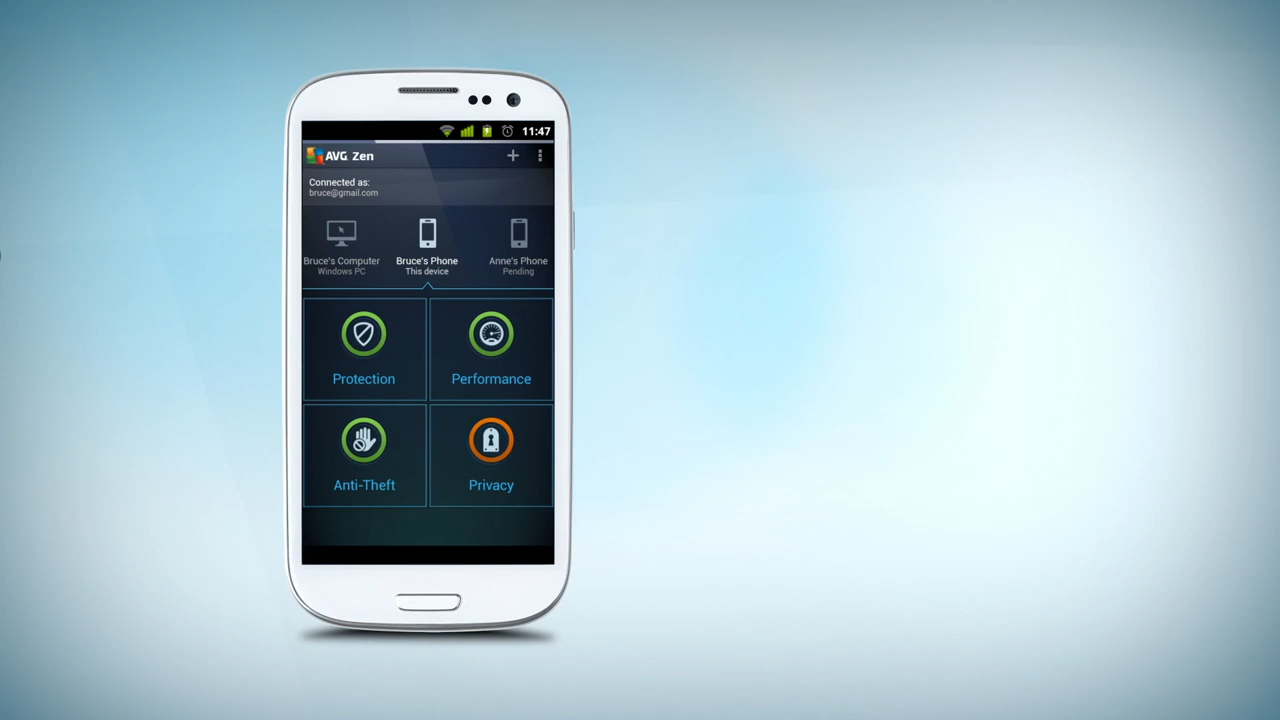 11:47
AVG Zen
Connected as:
bruce@gmail.com
Bruce's Computer
Windows PC
Bruce's Phone
This device
Anne's Phone
Pending
Protection
Performance
Anti-Theft
Privacy